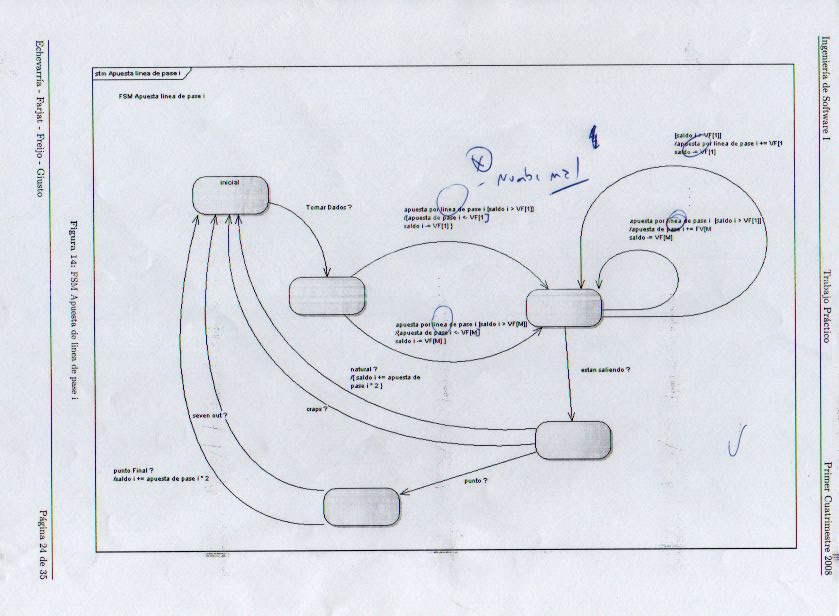 Ingeniería de Software I
Trabajo Práctico
Primer Cuatrimestre 2008
stm Apuesta linea de pase i
FSM Apuesta linea de pase i
inicial
Tomar Dados ?
mal
apuesta por linea de pase i [saldo i > VF[1]]
/{apuesta de pase i <- VF[1]
saldo i -= VF[1] }
[saldo i > VF[1]]
/apuesta por linea de pase i += VF[1
saldo -= VF[1]
apuesta por linea de pase i [saldo i > VF[1]]
/apuesta de pase i += FV[M
saldo -= VF[M]
apuesta por linea de pase i [saldo i > VF[M]]
/{apuesta de pase i <- VF[M]
saldo i -= VF[M] }
estan saliendo ?
natural ?
/{ saldo i += apuesta de
pase i * 2 }
craps ?
seven out ?
punto ?
punto Final ?
/saldo i += apuesta de pase i * 2
Figura 14: FSM Apuesta de linea de pase i
Echevarría - Farjat - Freijo - Giusto
Página 24 de 35